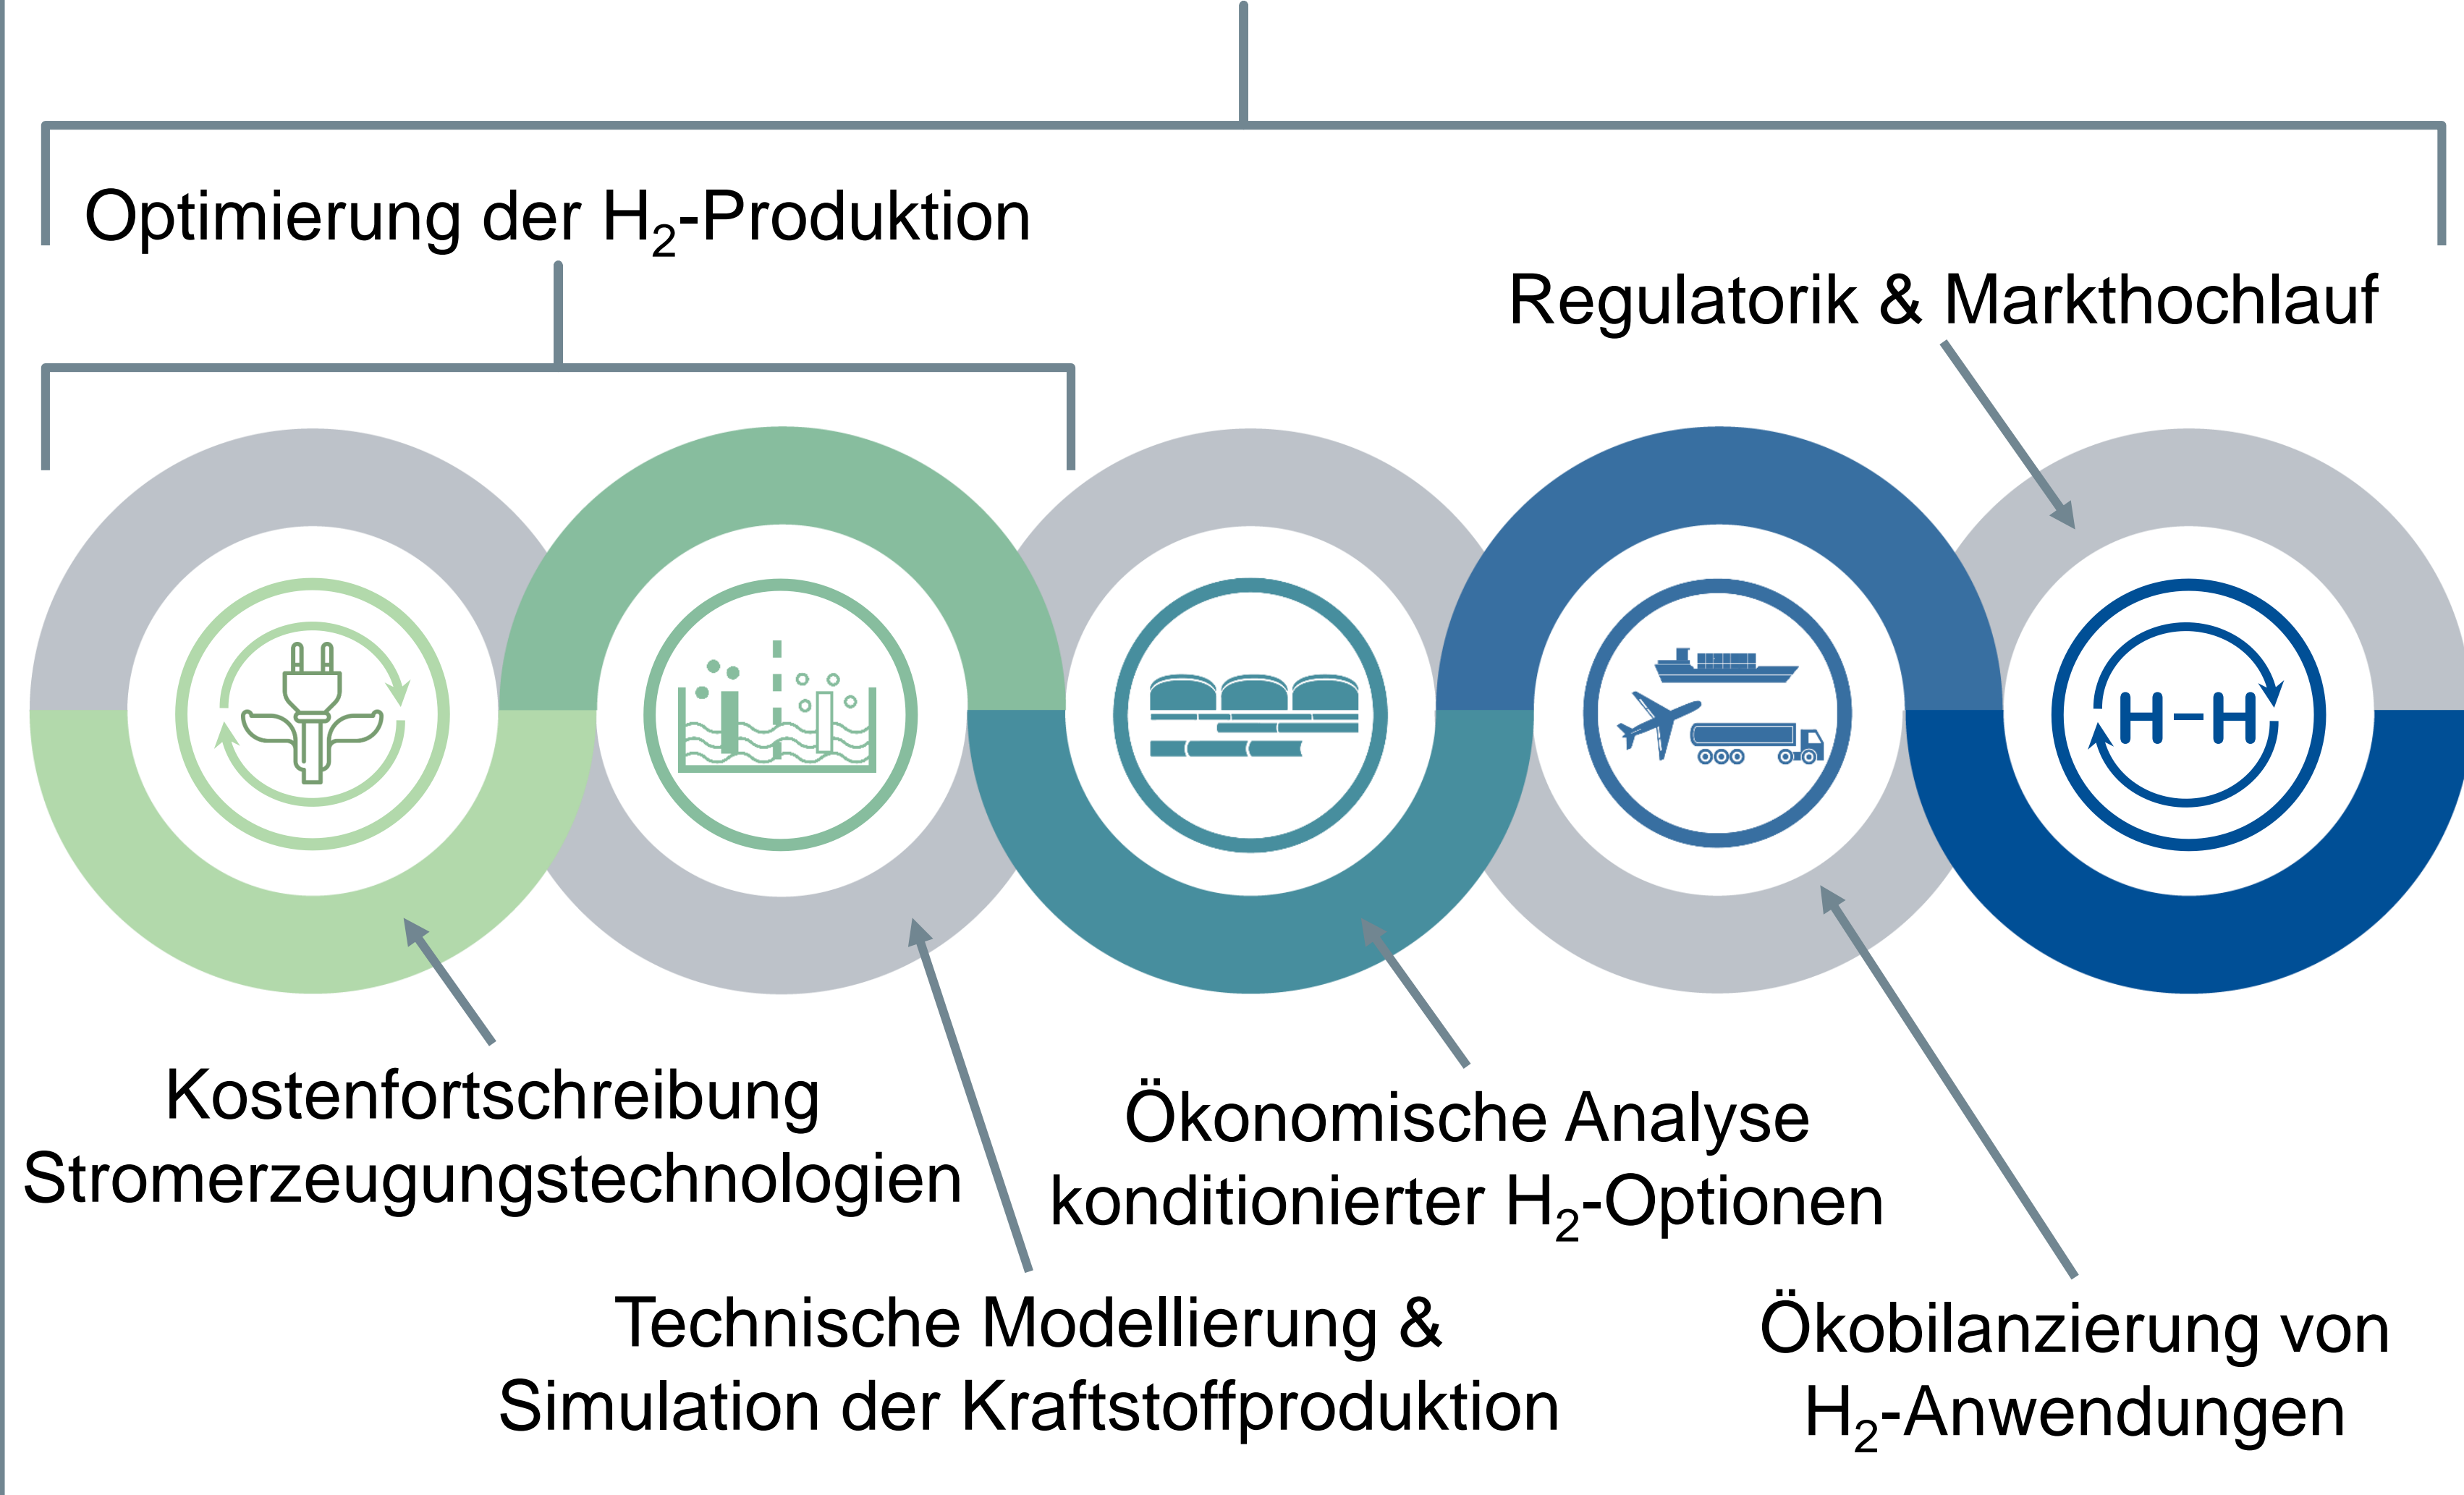 Optimierung der H₂-Produktion
Regulatorik & Markthochlauf
H–H
Kostenfortschreibung
Stromerzeugungstechnologien
Ökonomische Analyse
konditionierter H₂-Optionen
Technische Modellierung &
Simulation der Kraftstoffproduktion
Ökobilanzierung von
H₂-Anwendungen